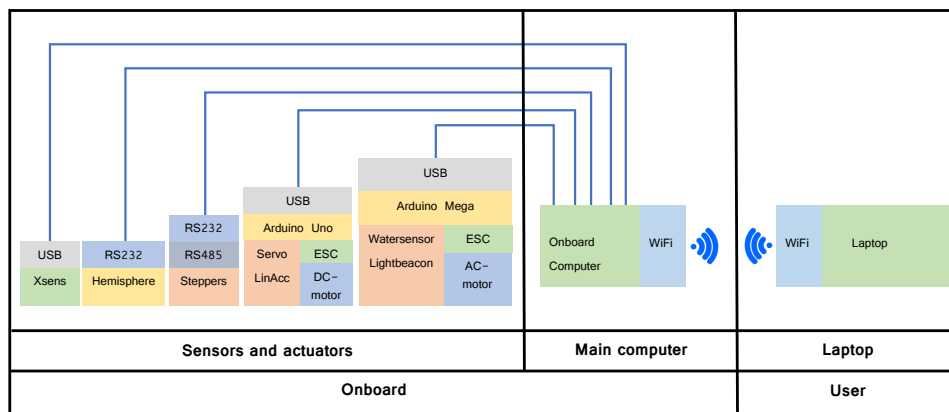 USB
Xsens
RS232
Hemisphere
RS232
RS485
Steppers
USB
Arduino Uno
Servo
LinAcc
ESC
DC-
motor
USB
Arduino Mega
Watersensor
Lightbeacon
ESC
AC-
motor
Onboard
Computer
WiFi
WiFi
Laptop
Sensors and actuators
Main computer
Laptop
Onboard
User